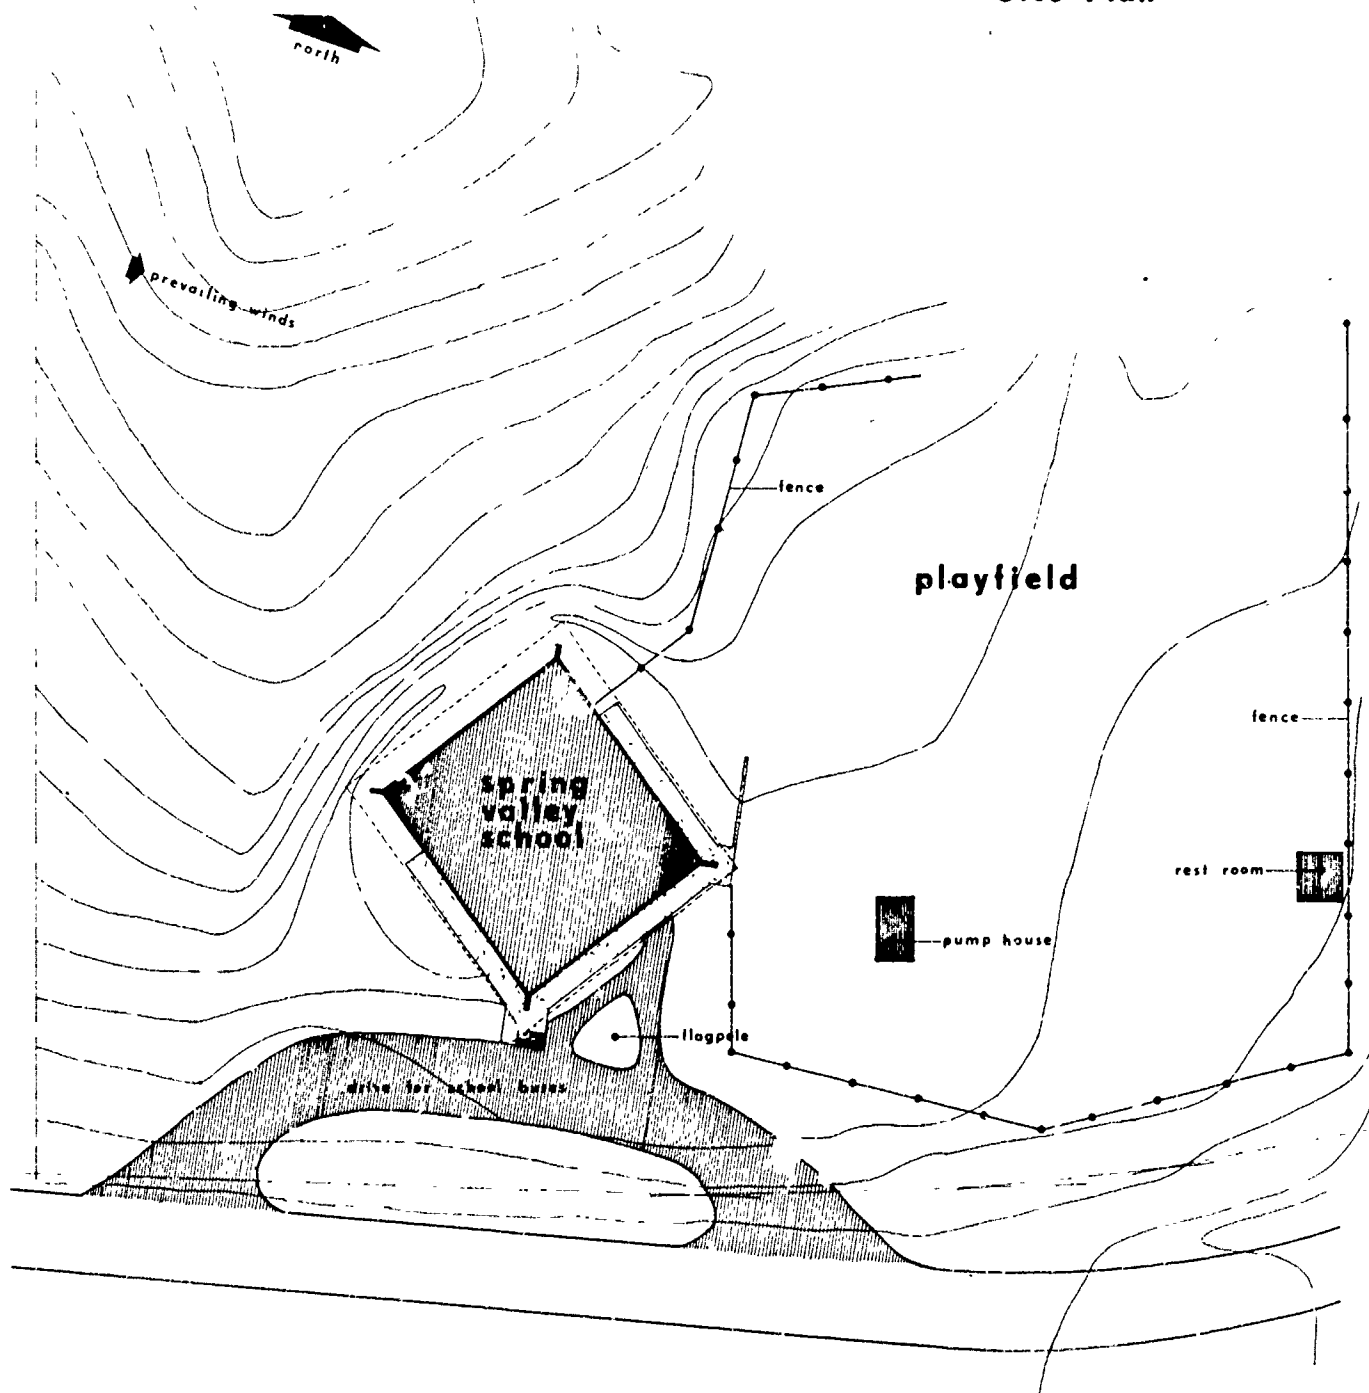 north
prevailing winds
fence
playfield
fence
spring
valley
school
rest room
pump house
flagpole
drive for school buses